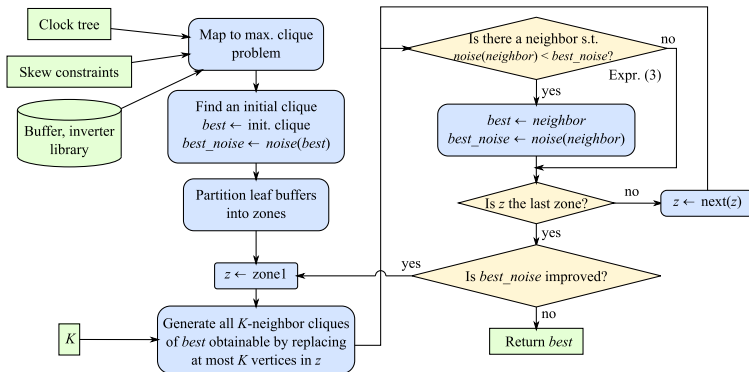 Clock tree
Skew constraints
Buffer, inverter
library
Map to max. clique
problem
Find an initial clique
best ← init. clique
best_noise ← noise(best)
Partition leaf buffers
into zones
z ← zone1
K
Generate all K-neighbor cliques
of best obtainable by replacing
at most K vertices in z
Is there a neighbor s.t.
noise(neighbor) < best_noise?
no
Expr. (3)
yes
best ← neighbor
best_noise ← noise(neighbor)
Is z the last zone?
no
z ← next(z)
yes
Is best_noise improved?
yes
no
Return best